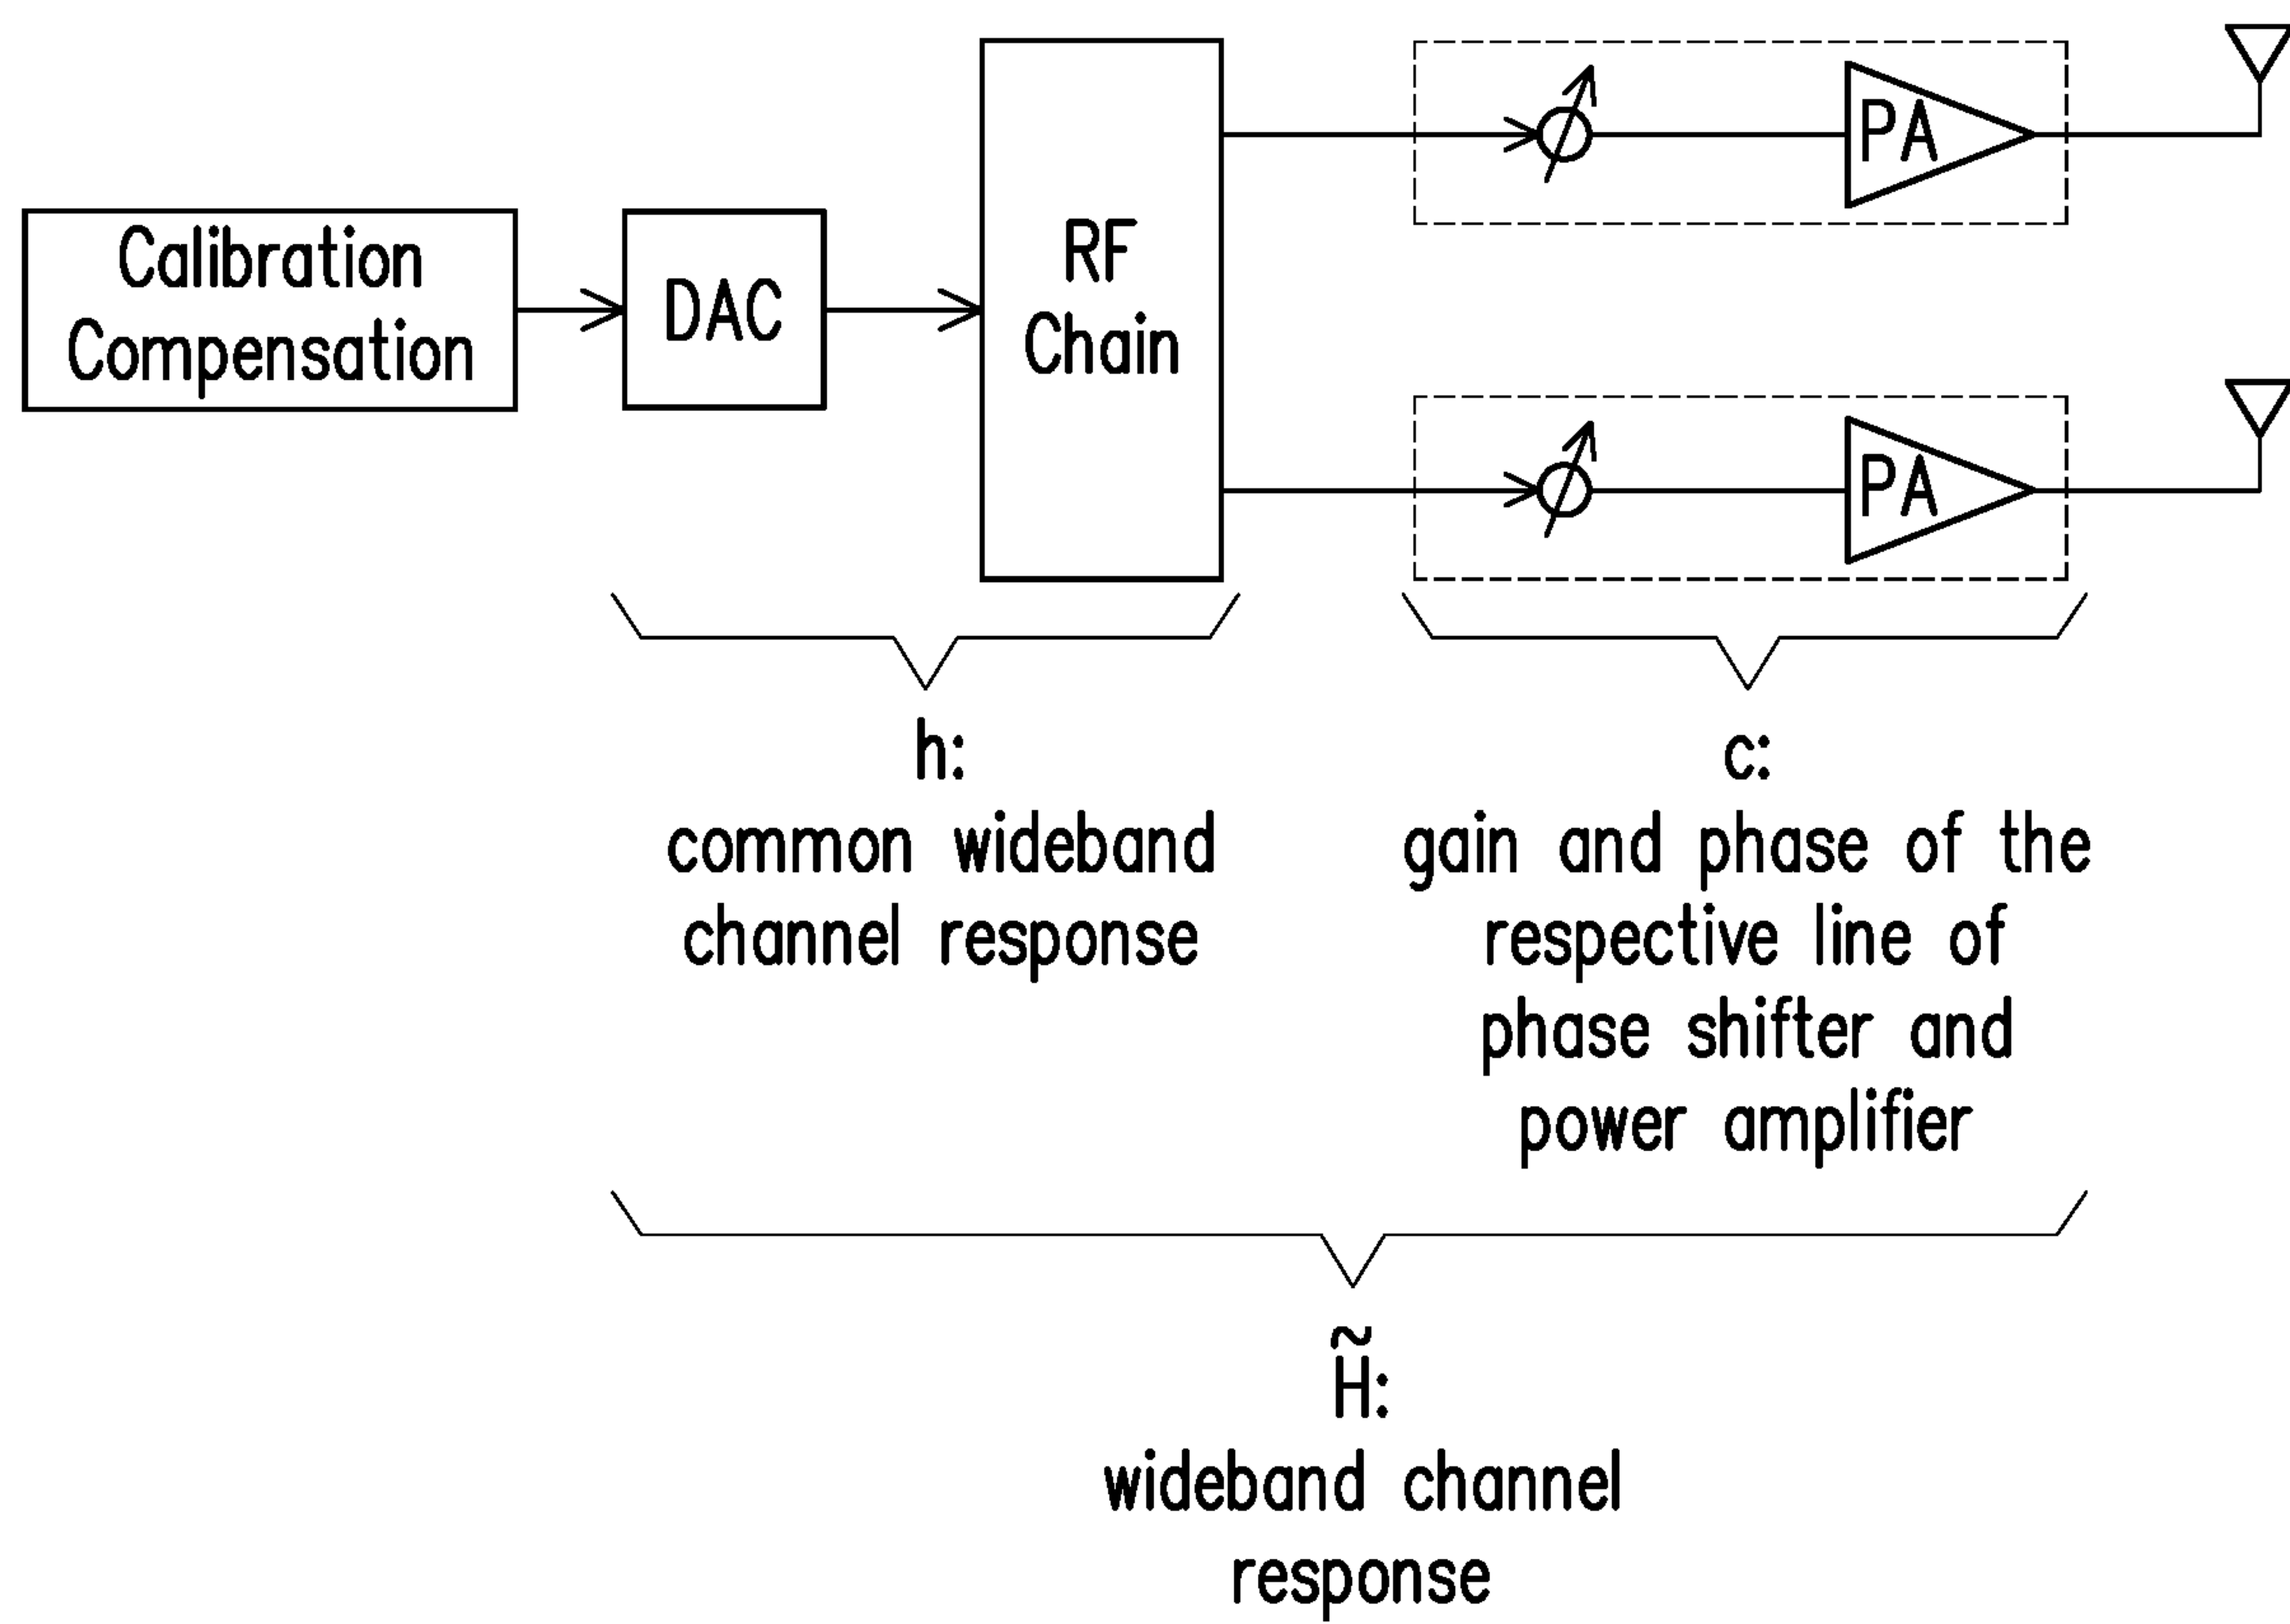 Calibration
Compensation
DAC
RF
Chain
PA
PA
h:
common wideband
channel response
c:
gain and phase of the
respective line of
phase shifter and
power amplifier
H̃:
wideband channel
response